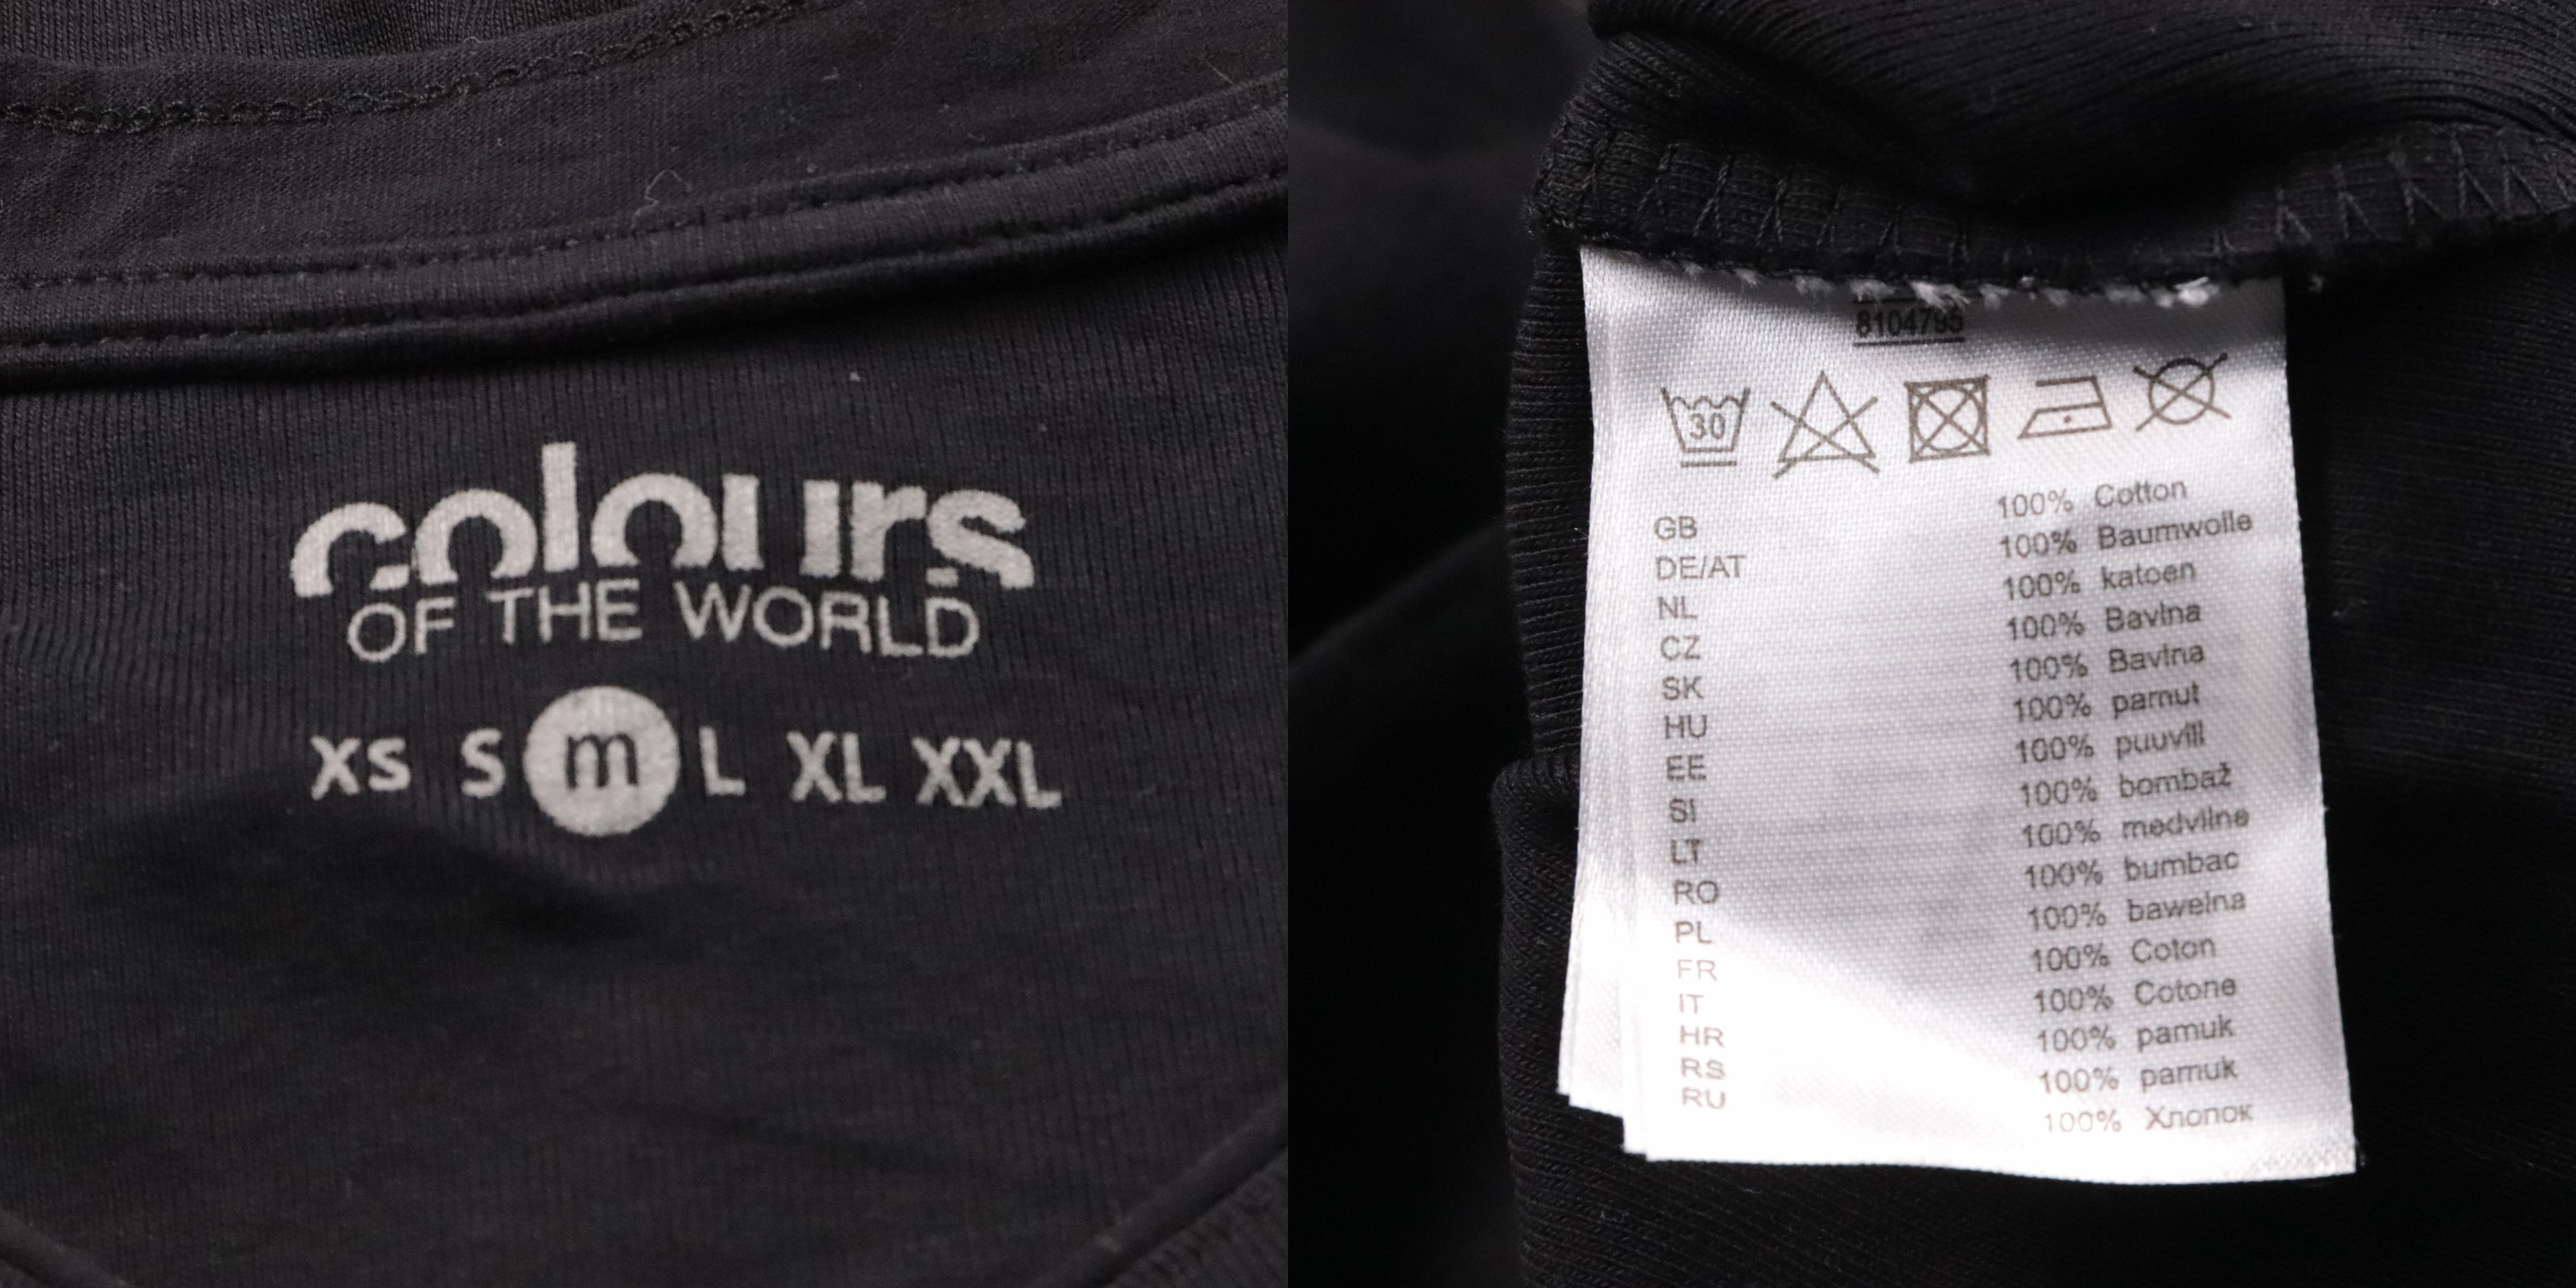 colours
OF THE WORLD
XS S m L XL XXL
8104795
30
GB 100% Cotton
DE/AT 100% Baumwolle
NL 100% katoen
CZ 100% Bavlna
SK 100% Bavlna
HU 100% pamut
EE 100% puuvill
SI 100% bombaž
LT 100% medvilne
RO 100% bumbac
PL 100% bawelna
FR 100% Coton
IT 100% Cotone
HR 100% pamuk
RS 100% pamuk
RU 100% Хлопок